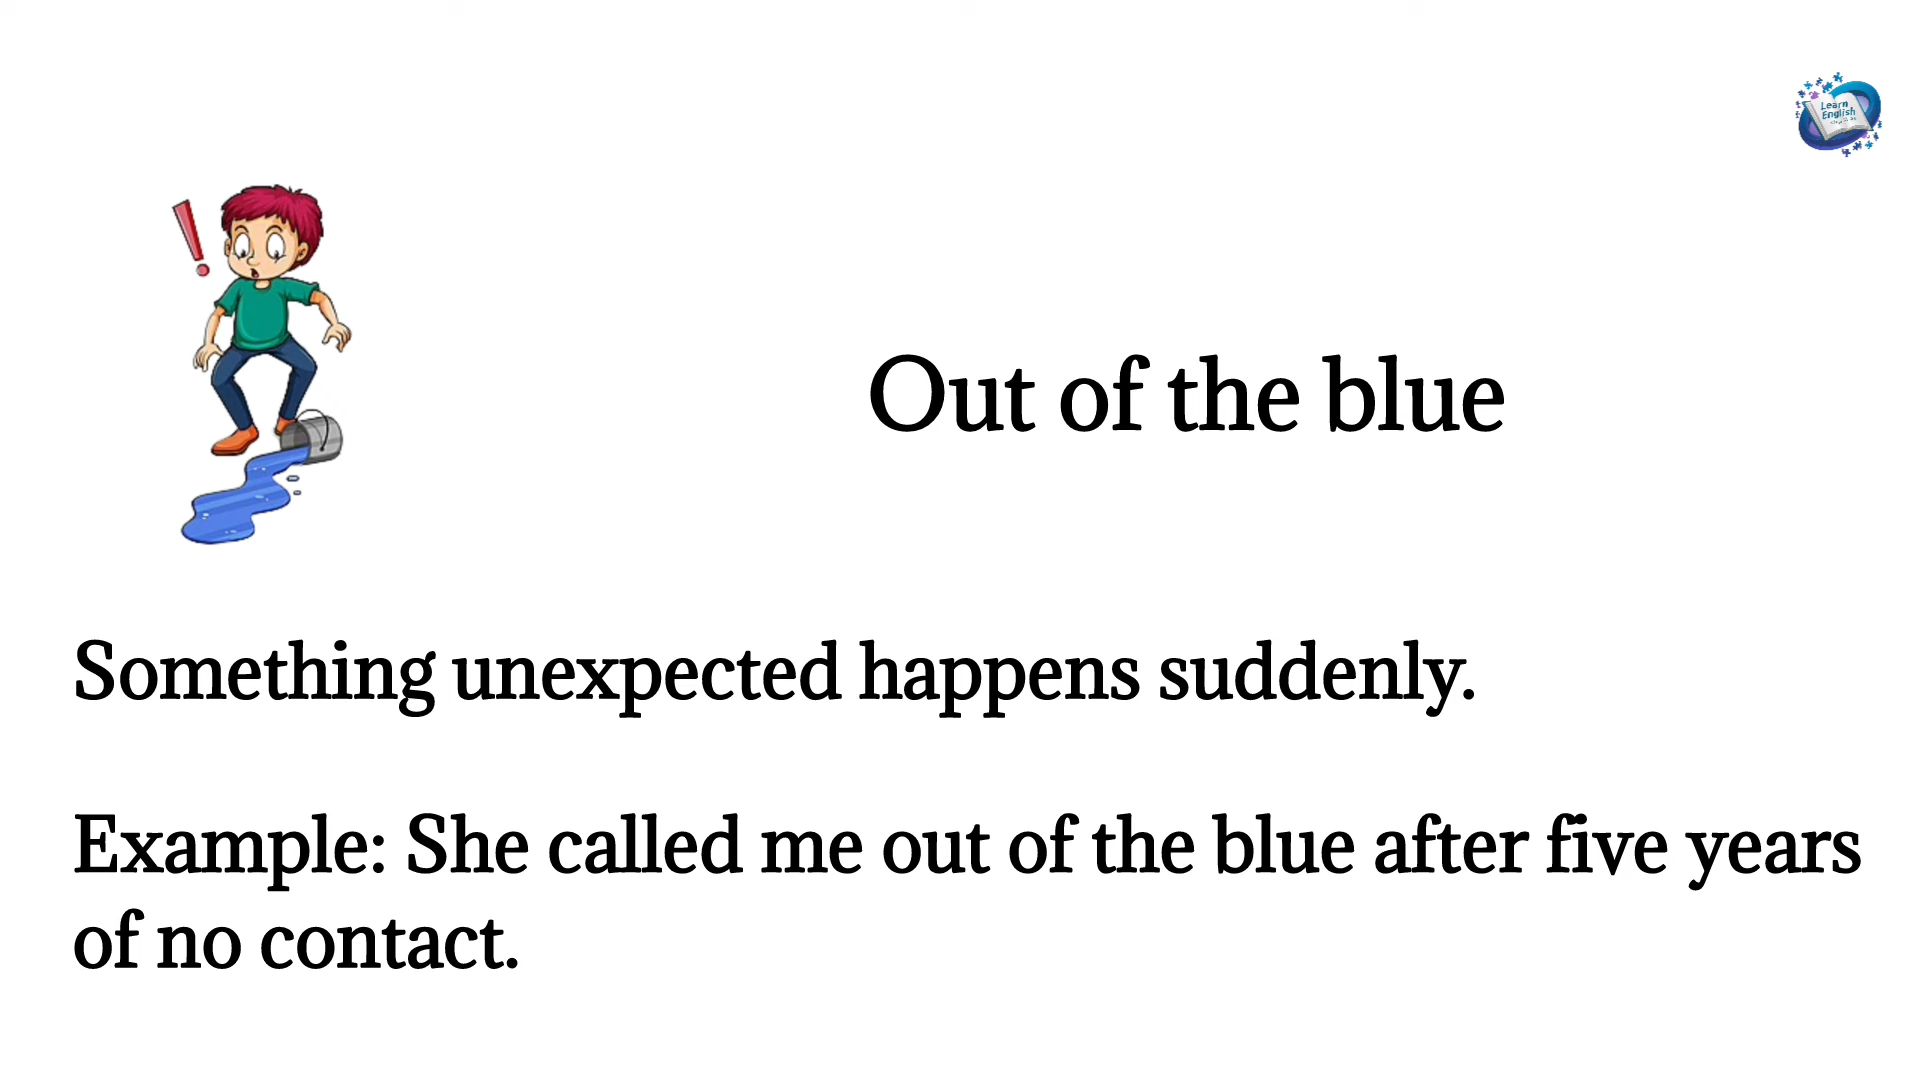 Learn
English
Out of the blue
Something unexpected happens suddenly.
Example: She called me out of the blue after five years
of no contact.